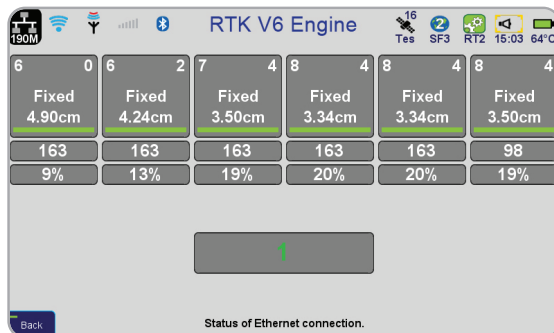 RTK V6 Engine
190M
16
Tes
2
SF3
RT2
15:03
64°C
6 0 6 2 7 4 8 4 8 4 8 4
Fixed Fixed Fixed Fixed Fixed Fixed
4.90cm 4.24cm 3.50cm 3.34cm 3.34cm 3.50cm
163 163 163 163 163 98
9% 13% 19% 20% 20% 19%
1
Back
Status of Ethernet connection.